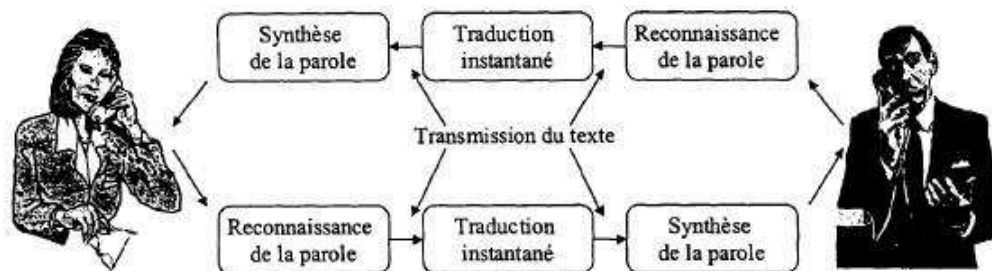 Synthèse
de la parole
Traduction
instantané
Reconnaissance
de la parole
Transmission du texte
Reconnaissance
de la parole
Traduction
instantané
Synthèse
de la parole